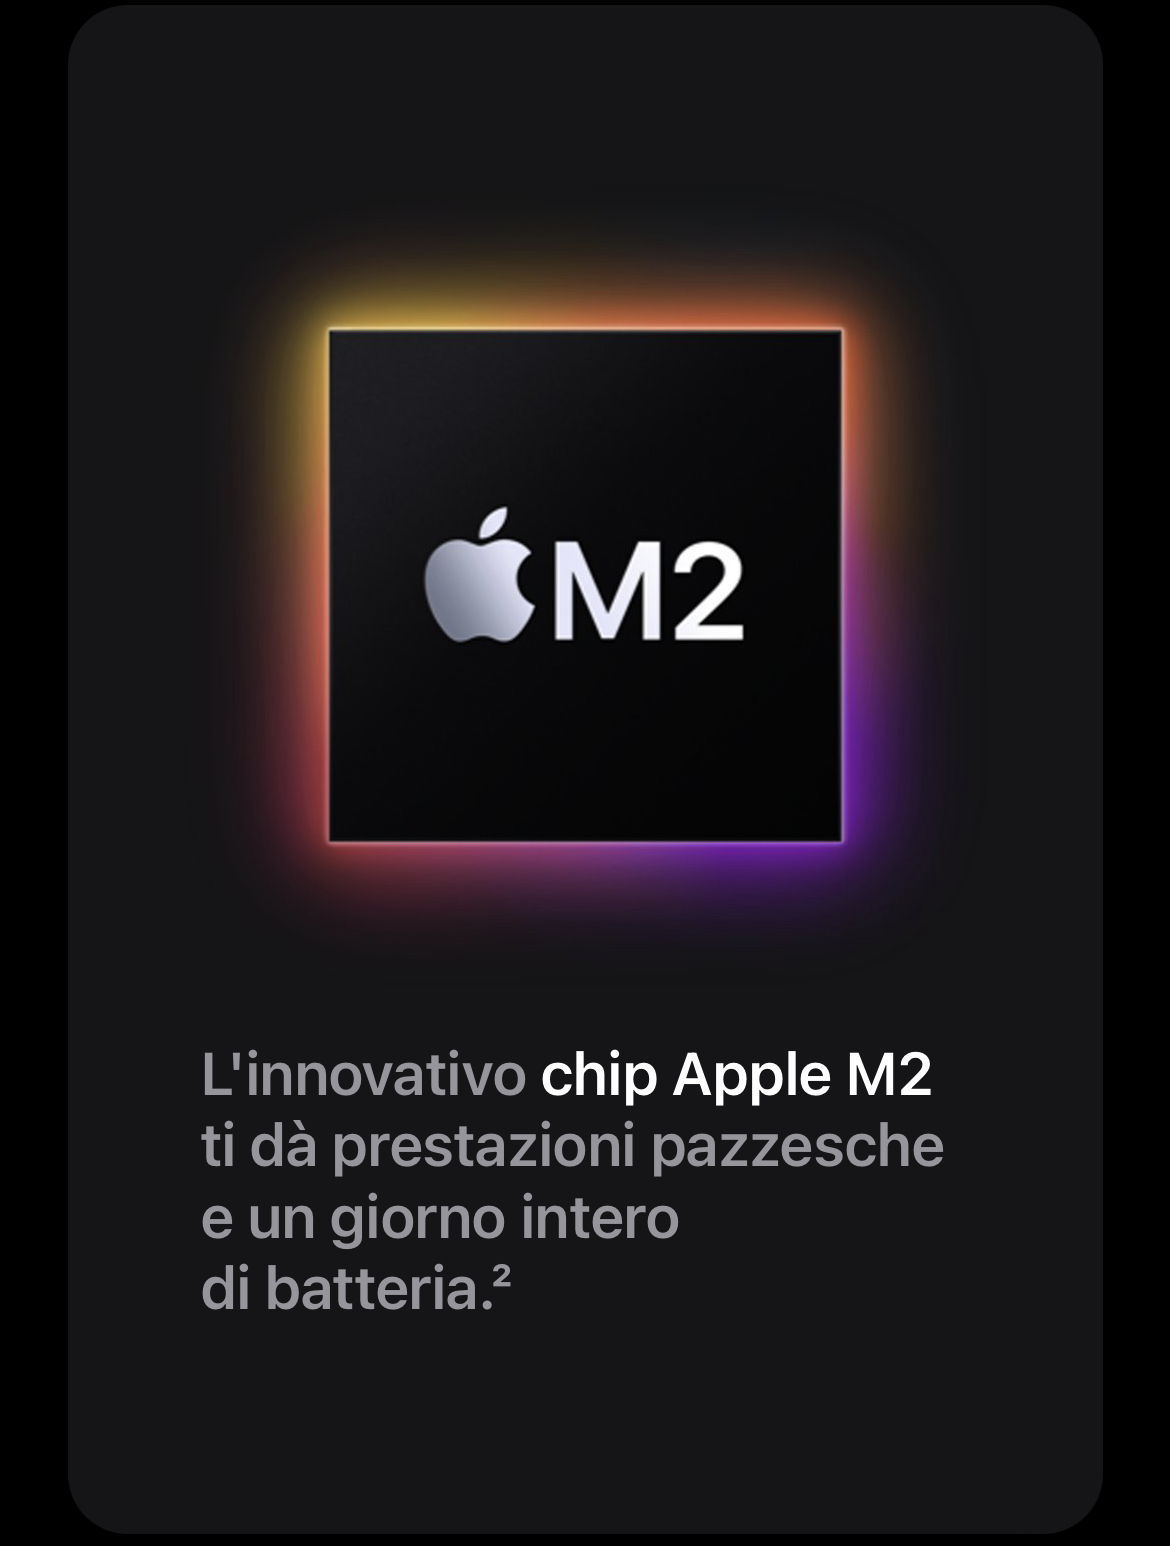 M2
L'innovativo chip Apple M2
ti dà prestazioni pazzesche
e un giorno intero
di batteria.²